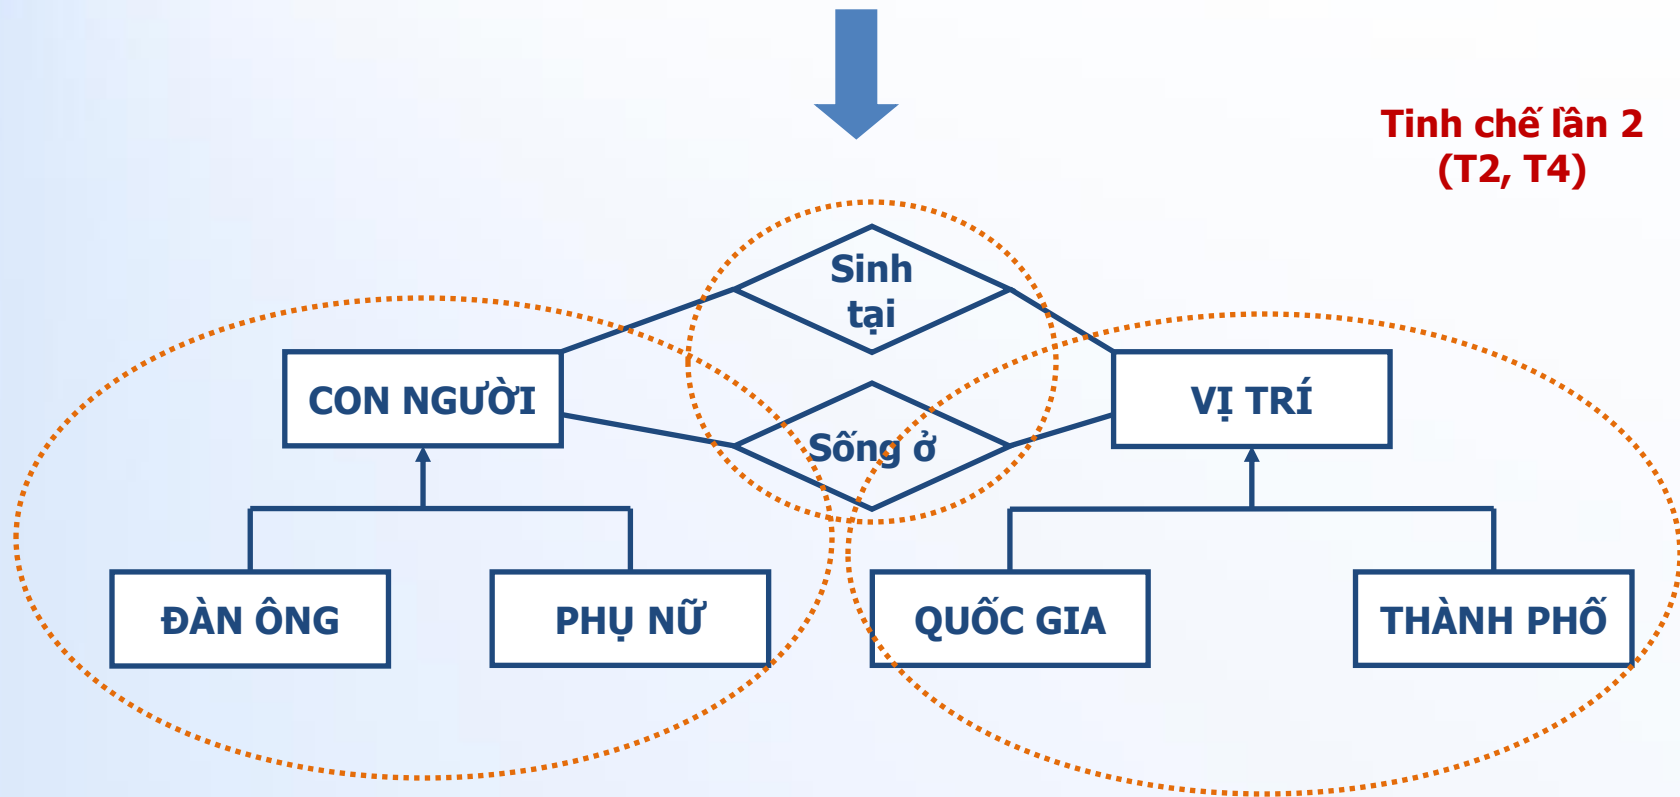 Tinh chế lần 2
(T2, T4)
Sinh
tại
CON NGƯỜI
VỊ TRÍ
Sống ở
ĐÀN ÔNG
PHỤ NỮ
QUỐC GIA
THÀNH PHỐ